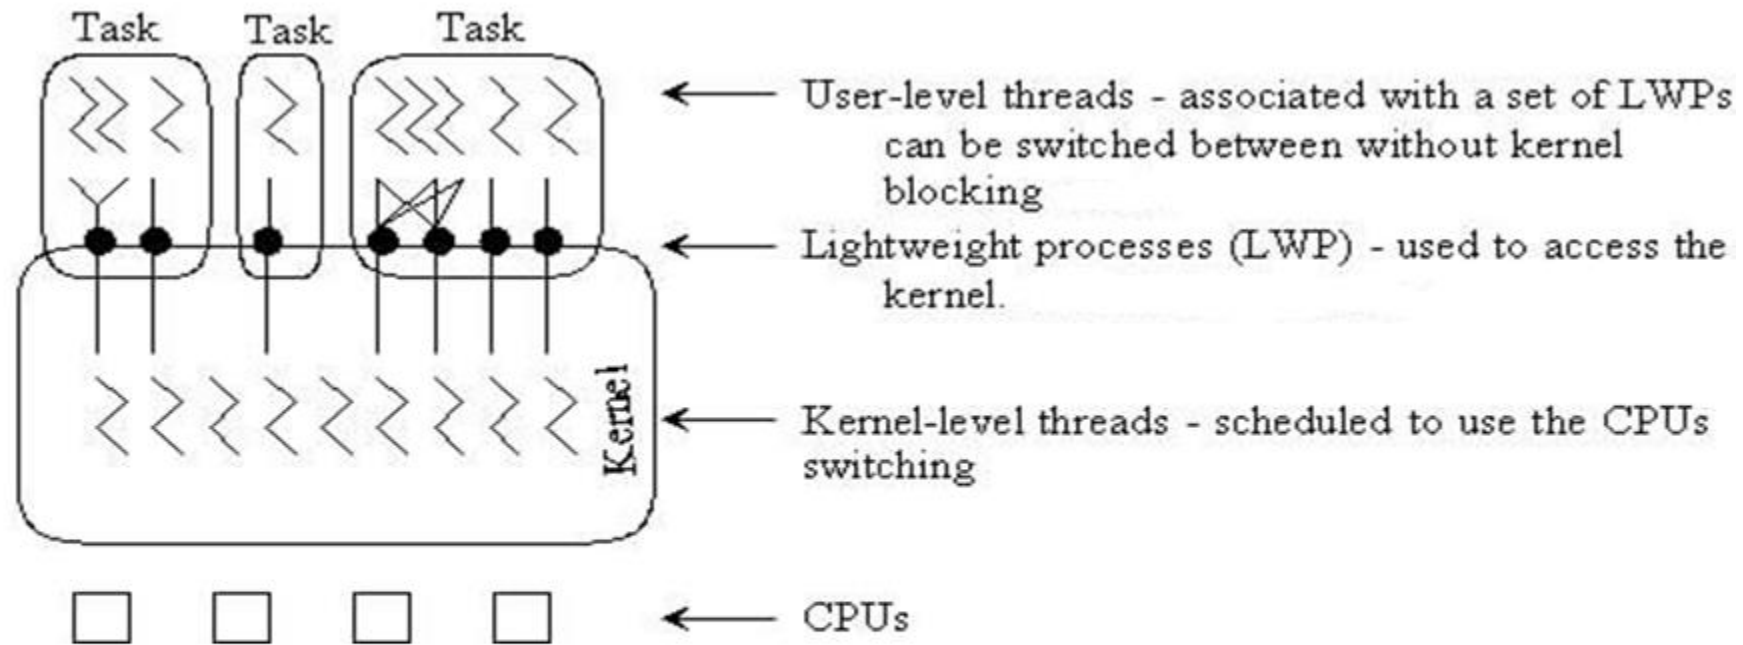 Task
Task
Task
User-level threads - associated with a set of LWPs
can be switched between without kernel
blocking
Lightweight processes (LWP) - used to access the
kernel.
Kernel
Kernel-level threads - scheduled to use the CPUs
switching
CPUs